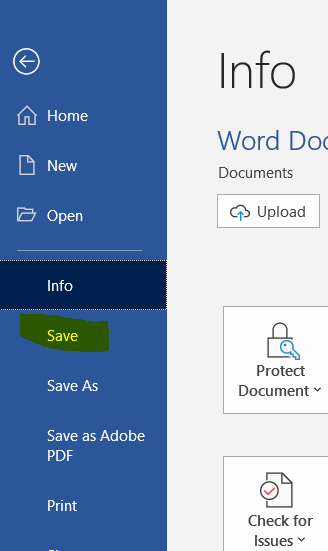 Home
New
Open
Info
Save
Save As
Save as Adobe
PDF
Print
Info
Word Doc
Documents
Upload
Protect
Document
Check for
Issues